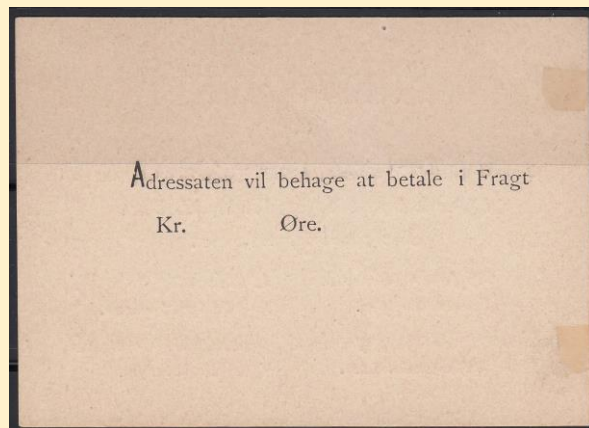 Adressaten vil behage at betale i Fragt
Kr. Øre.